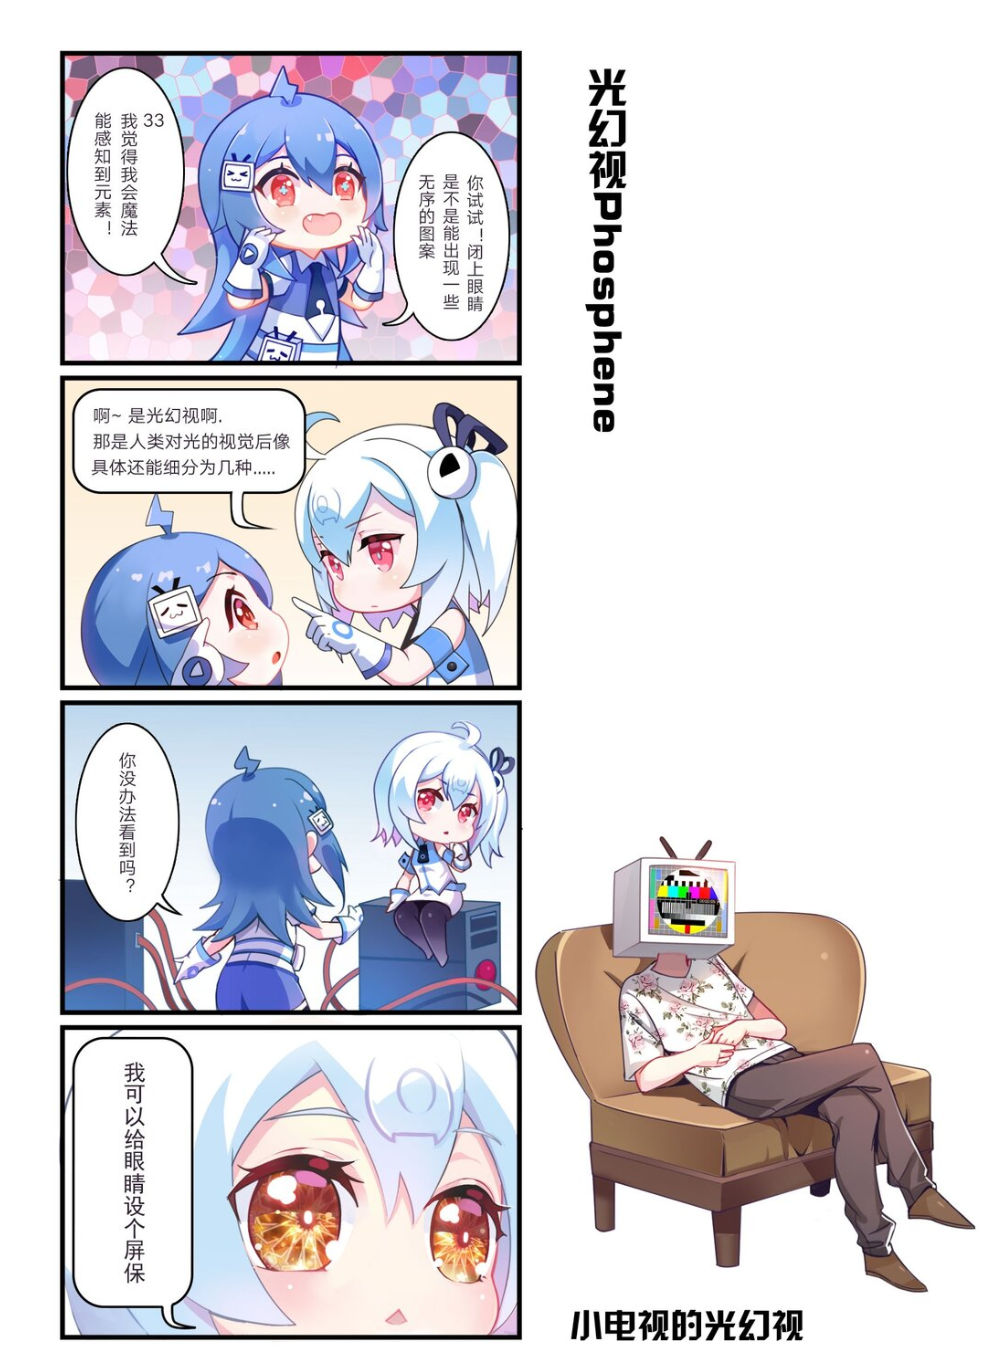 光幻视Phosphene
33
我觉得我会魔法
能感知到元素！
你试试！闭上眼睛
是不是能出现一些
无序的图案
啊~ 是光幻视啊.
那是人类对光的视觉后像
具体还能细分为几种.....
你没办法看到吗？
我可以给眼睛设个屏保
小电视的光幻视